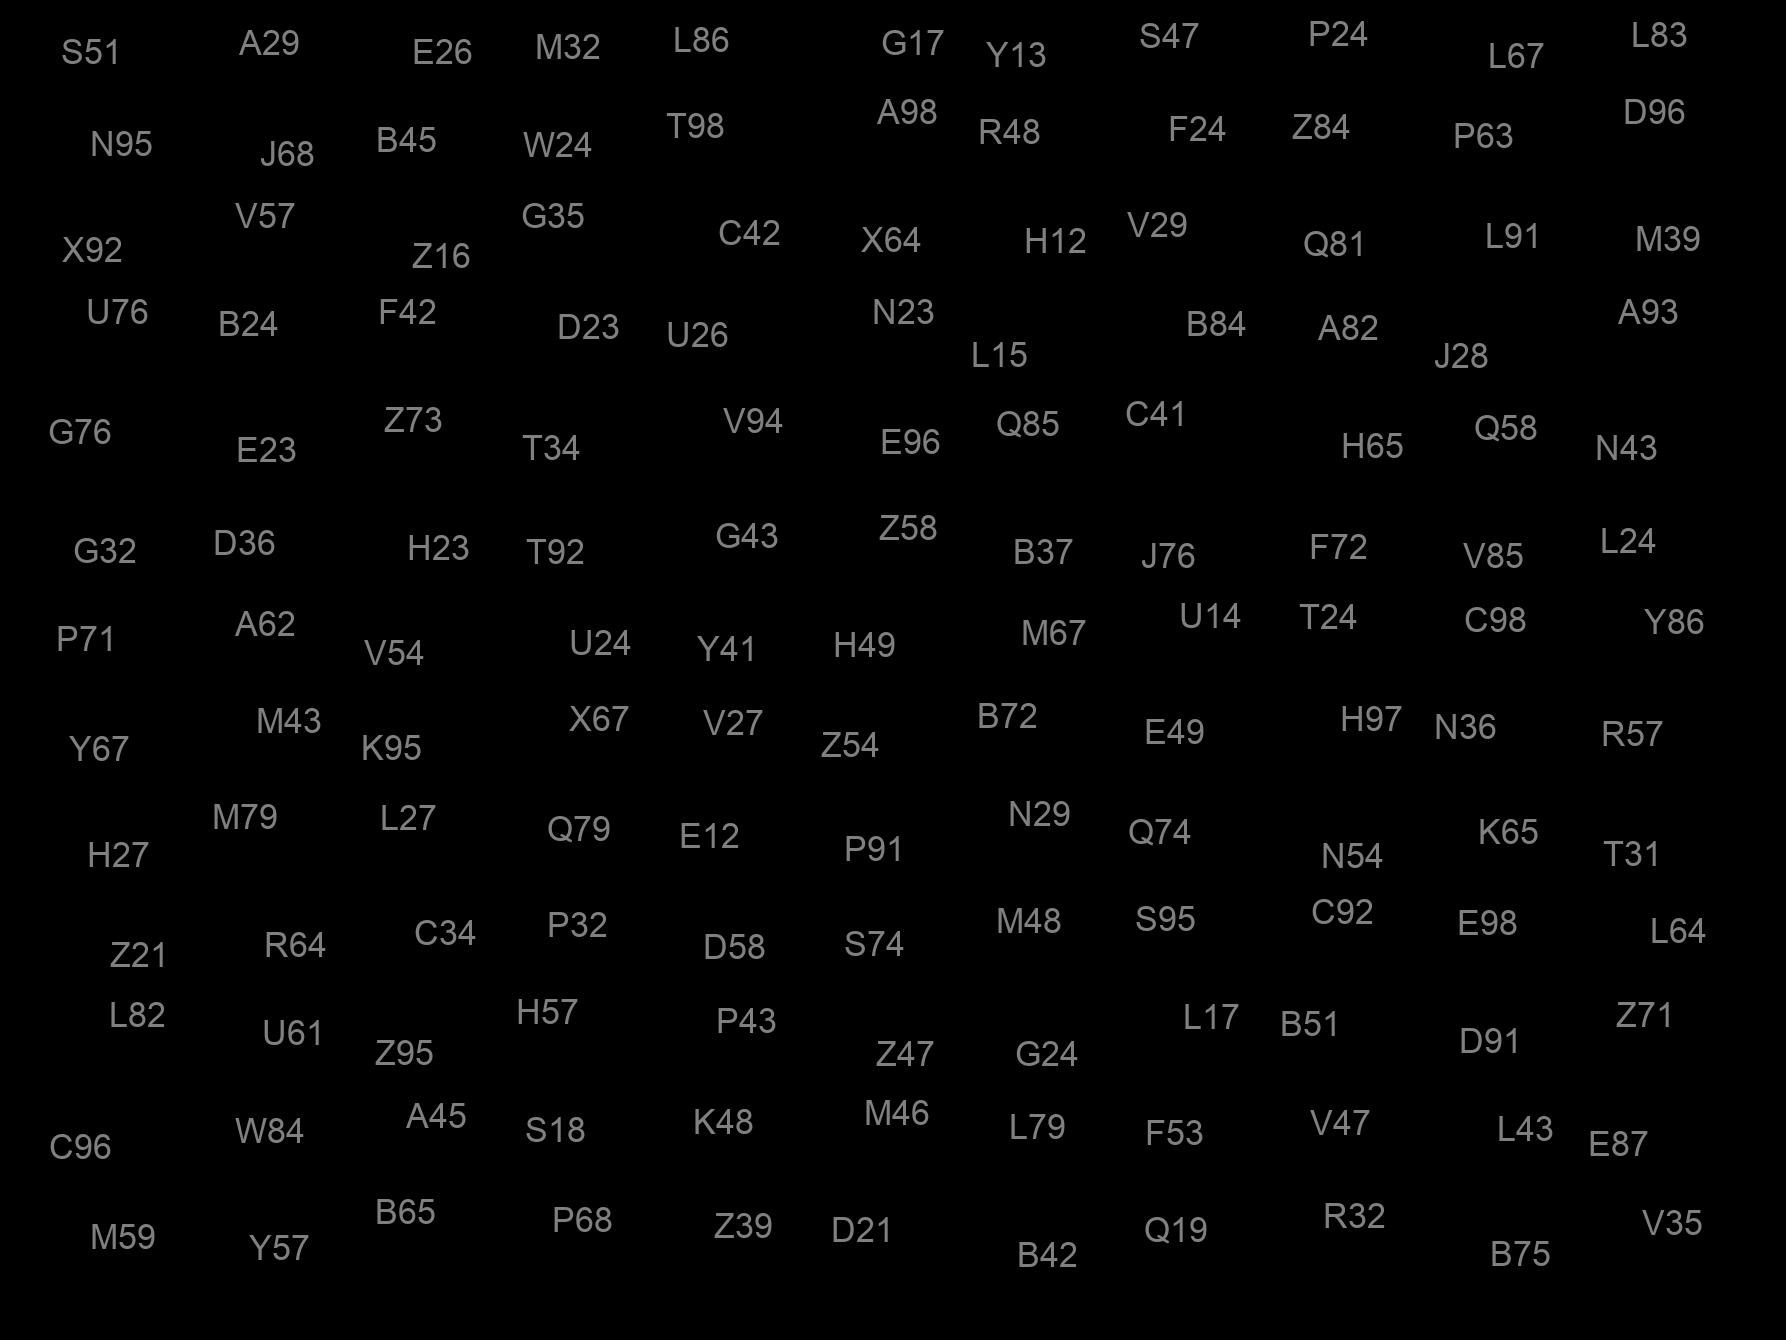 S51 A29 E26 M32 L86 G17 Y13 S47 P24 L67 L83
N95 J68 B45 W24 T98 A98 R48 F24 Z84 P63 D96
X92 V57 Z16 G35 C42 X64 H12 V29 Q81 L91 M39
U76 B24 F42 D23 U26 N23 L15 B84 A82 J28 A93
G76 E23 Z73 T34 V94 E96 Q85 C41 H65 Q58 N43
G32 D36 H23 T92 G43 Z58 B37 J76 F72 V85 L24
P71 A62 V54 U24 Y41 H49 M67 U14 T24 C98 Y86
Y67 M43 K95 X67 V27 Z54 B72 E49 H97 N36 R57
H27 M79 L27 Q79 E12 P91 N29 Q74 N54 K65 T31
Z21 R64 C34 P32 D58 S74 M48 S95 C92 E98 L64
L82 U61 Z95 H57 P43 Z47 G24 L17 B51 D91 Z71
C96 W84 A45 S18 K48 M46 L79 F53 V47 L43 E87
M59 Y57 B65 P68 Z39 D21 B42 Q19 R32 B75 V35